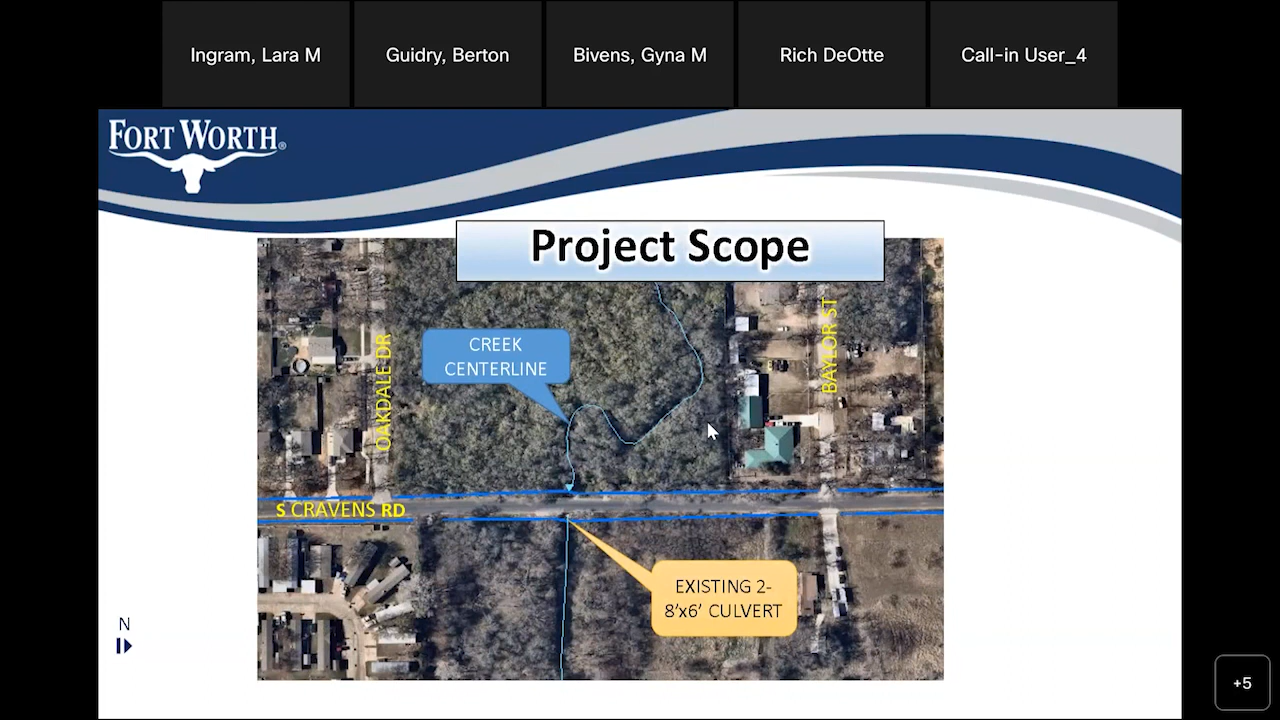 Ingram, Lara M
Guidry, Berton
Bivens, Gyna M
Rich DeOtte
Call-in User_4
FORT WORTH®
Project Scope
CREEK
CENTERLINE
OAKDALE DR
BAYLOR ST
S CRAVENS RD
EXISTING 2-
8'x6' CULVERT
N
+5